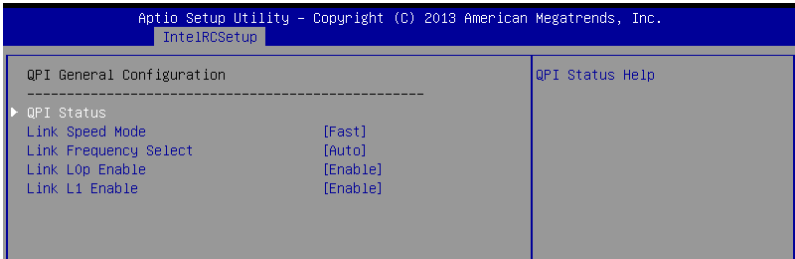 Aptio Setup Utility – Copyright (C) 2013 American Megatrends, Inc.
IntelRCSetup
QPI General Configuration
QPI Status Help
--------------------------------------------------
QPI Status
Link Speed Mode [Fast]
Link Frequency Select [Auto]
Link L0p Enable [Enable]
Link L1 Enable [Enable]